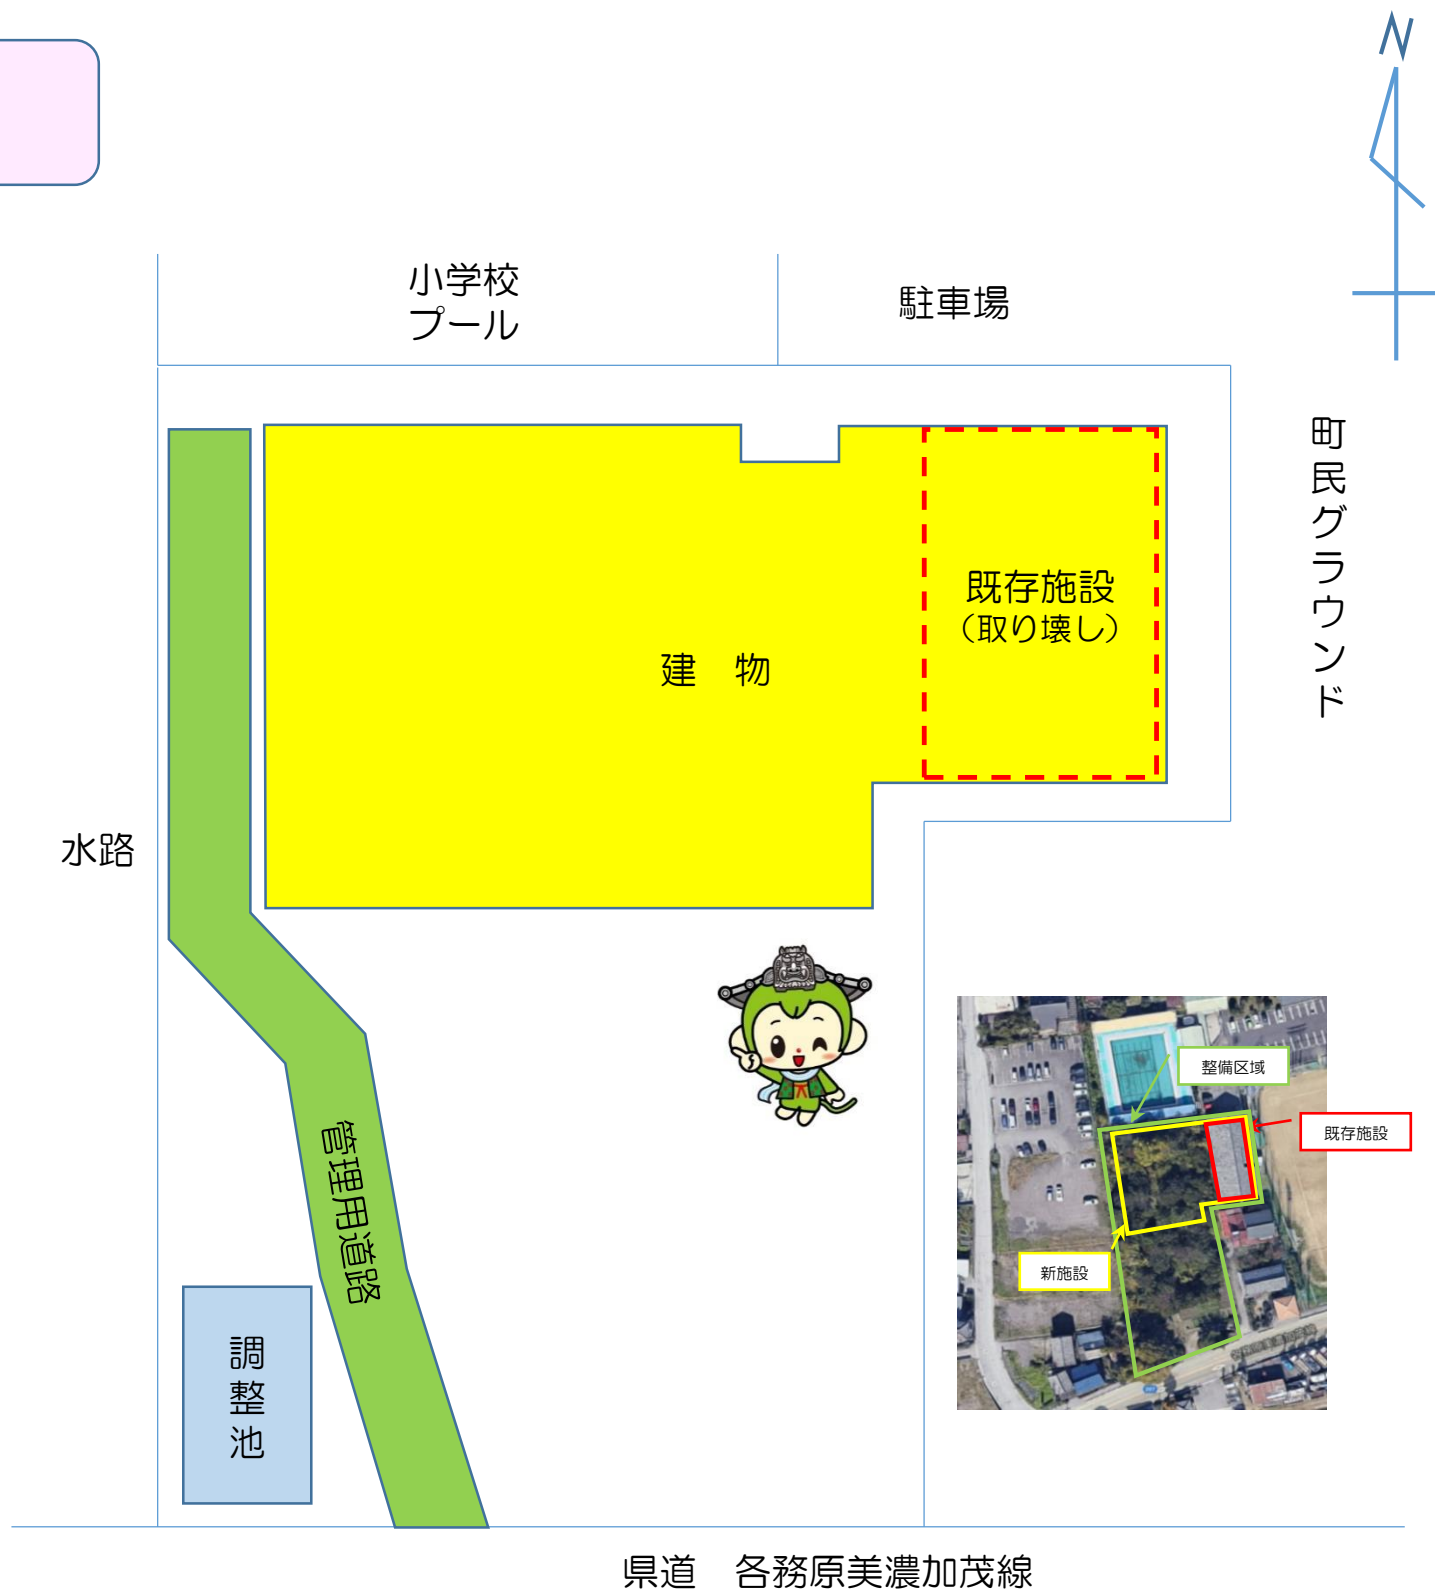 N
小学校
プール
駐車場
町民グラウンド
既存施設
（取り壊し）
建　物
水路
管理用道路
調整池
整備区域
既存施設
新施設
県道　各務原美濃加茂線